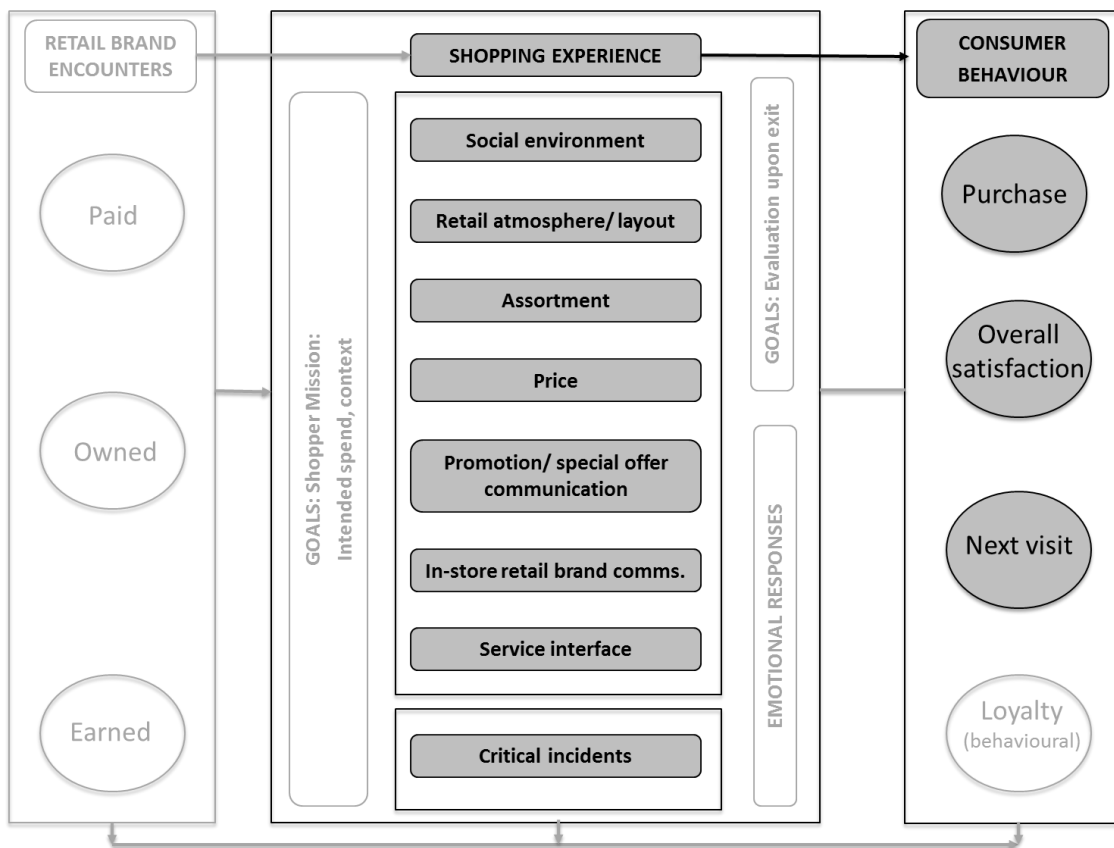 RETAIL BRAND
ENCOUNTERS
Paid
Owned
Earned
SHOPPING EXPERIENCE
GOALS: Shopper Mission:
Intended spend, context
Social environment
Retail atmosphere/ layout
Assortment
Price
Promotion/ special offer
communication
In-store retail brand comms.
Service interface
Critical incidents
GOALS: Evaluation upon exit
EMOTIONAL RESPONSES
CONSUMER
BEHAVIOUR
Purchase
Overall
satisfaction
Next visit
Loyalty
(behavioural)